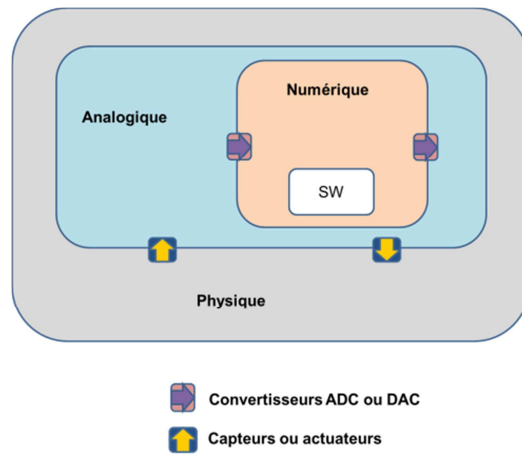 Numérique
Analogique
SW
Physique
Convertisseurs ADC ou DAC
Capteurs ou actuateurs